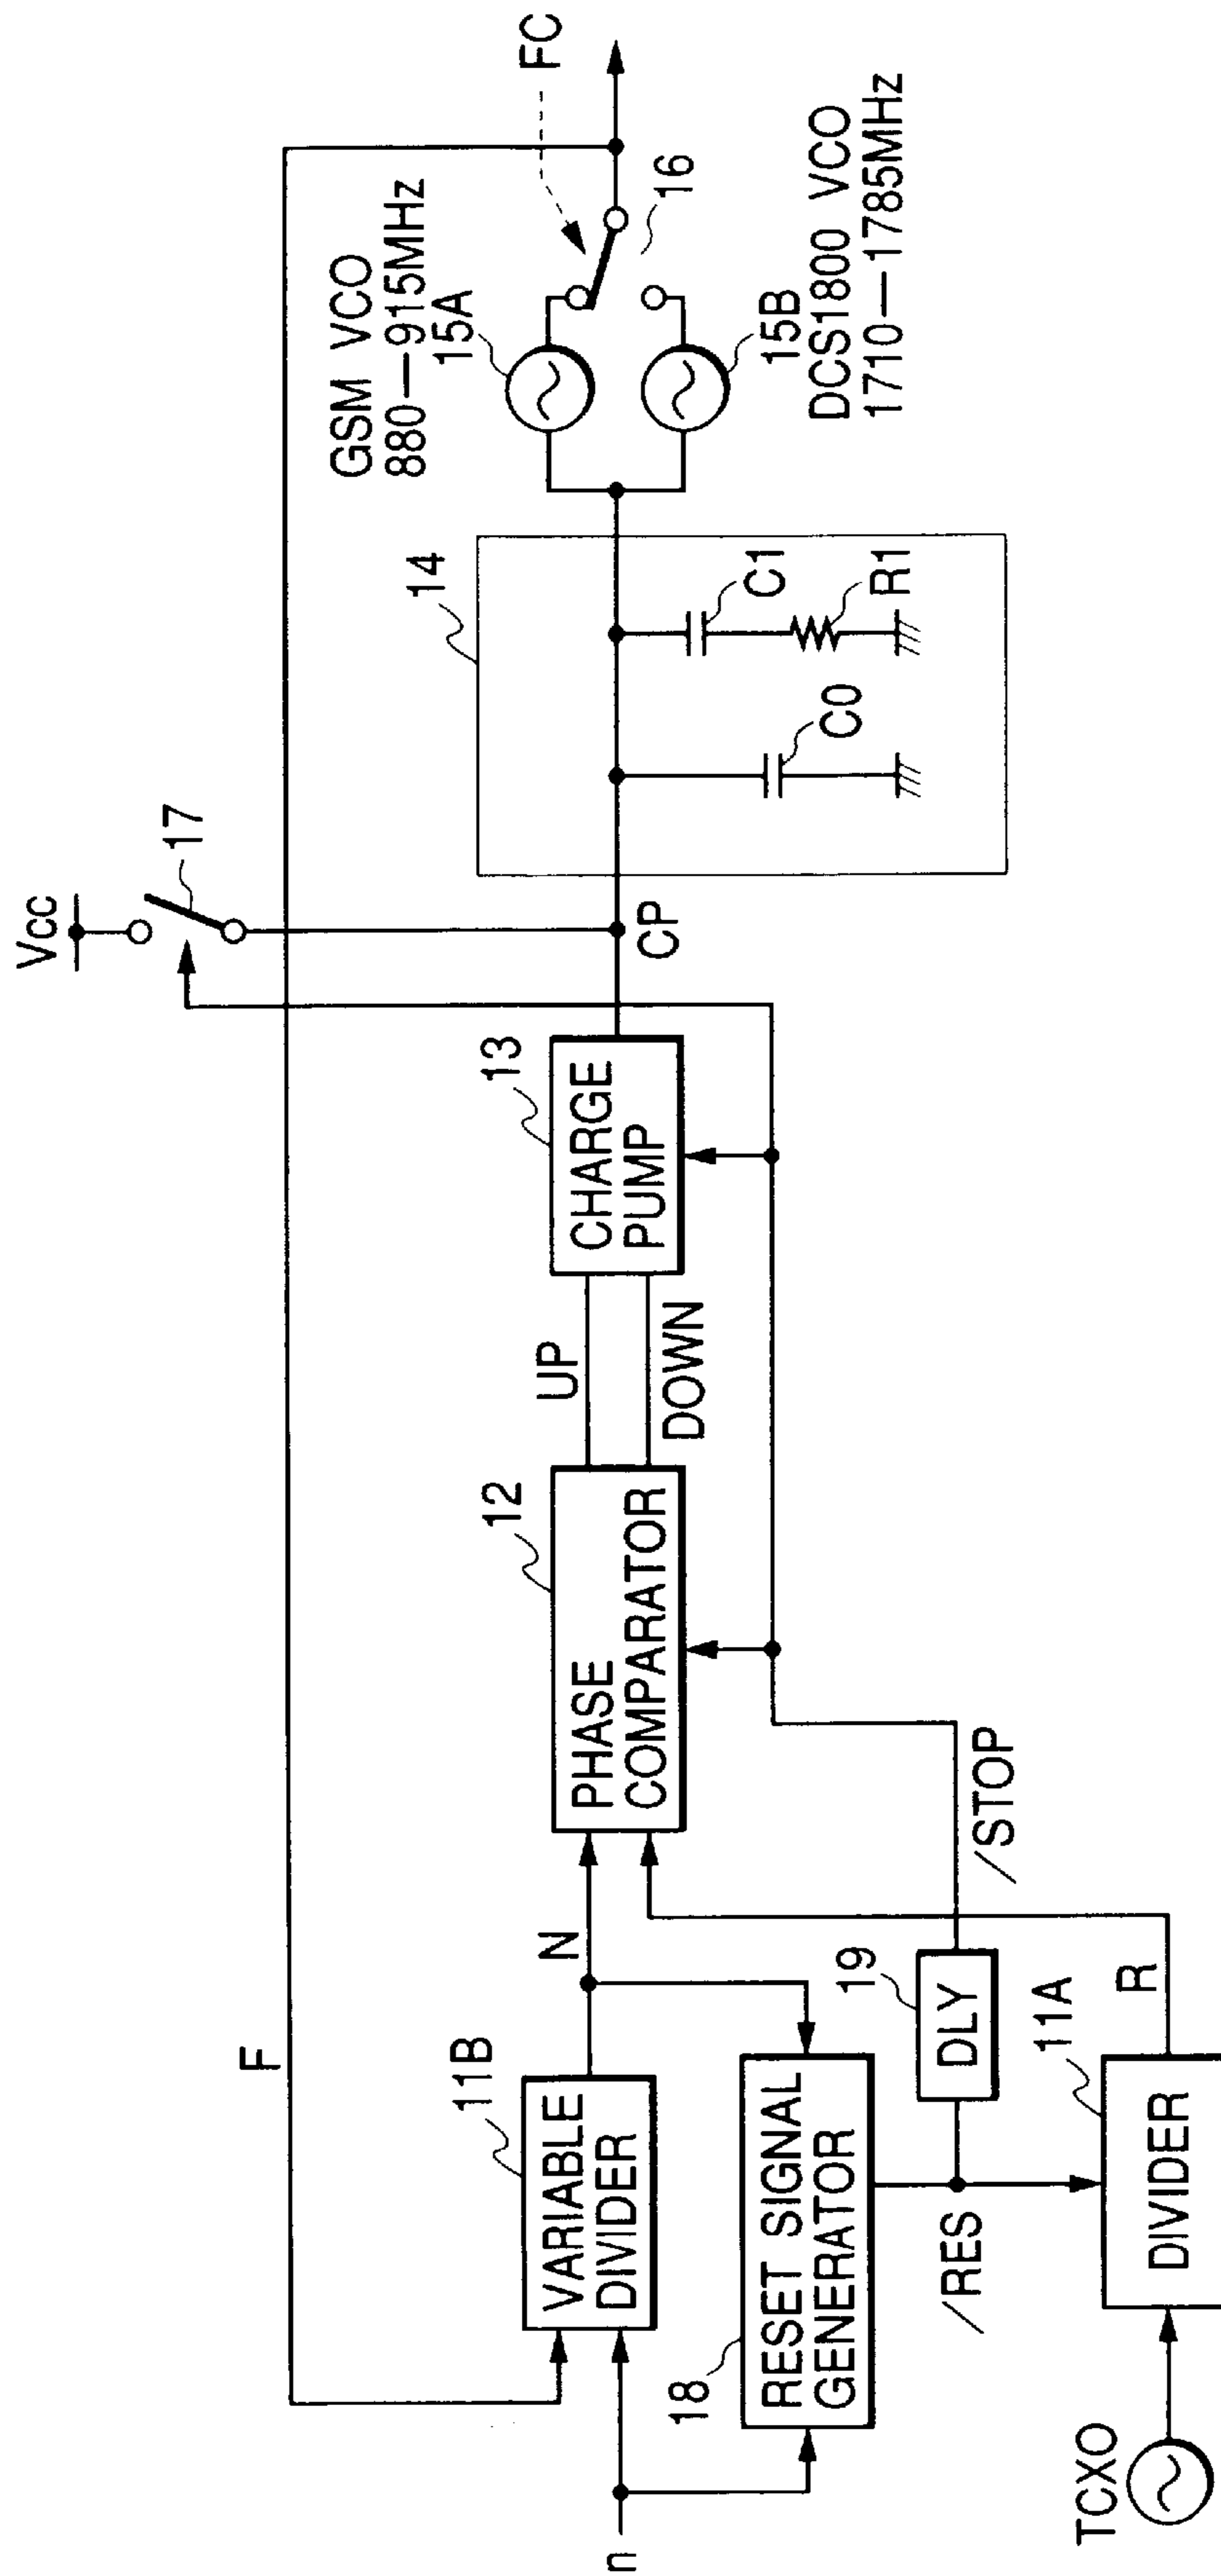 Vcc
17
F
FC
GSM VCO
880–915MHz
15A
16
15B
DCS1800 VCO
1710–1785MHz
14
C1
R1
C0
CP
13
CHARGE
PUMP
UP
DOWN
12
PHASE
COMPARATOR
N
11B
VARIABLE
DIVIDER
n
18
RESET SIGNAL
GENERATOR
/RES
19
DLY
/STOP
11A
R
DIVIDER
TCXO